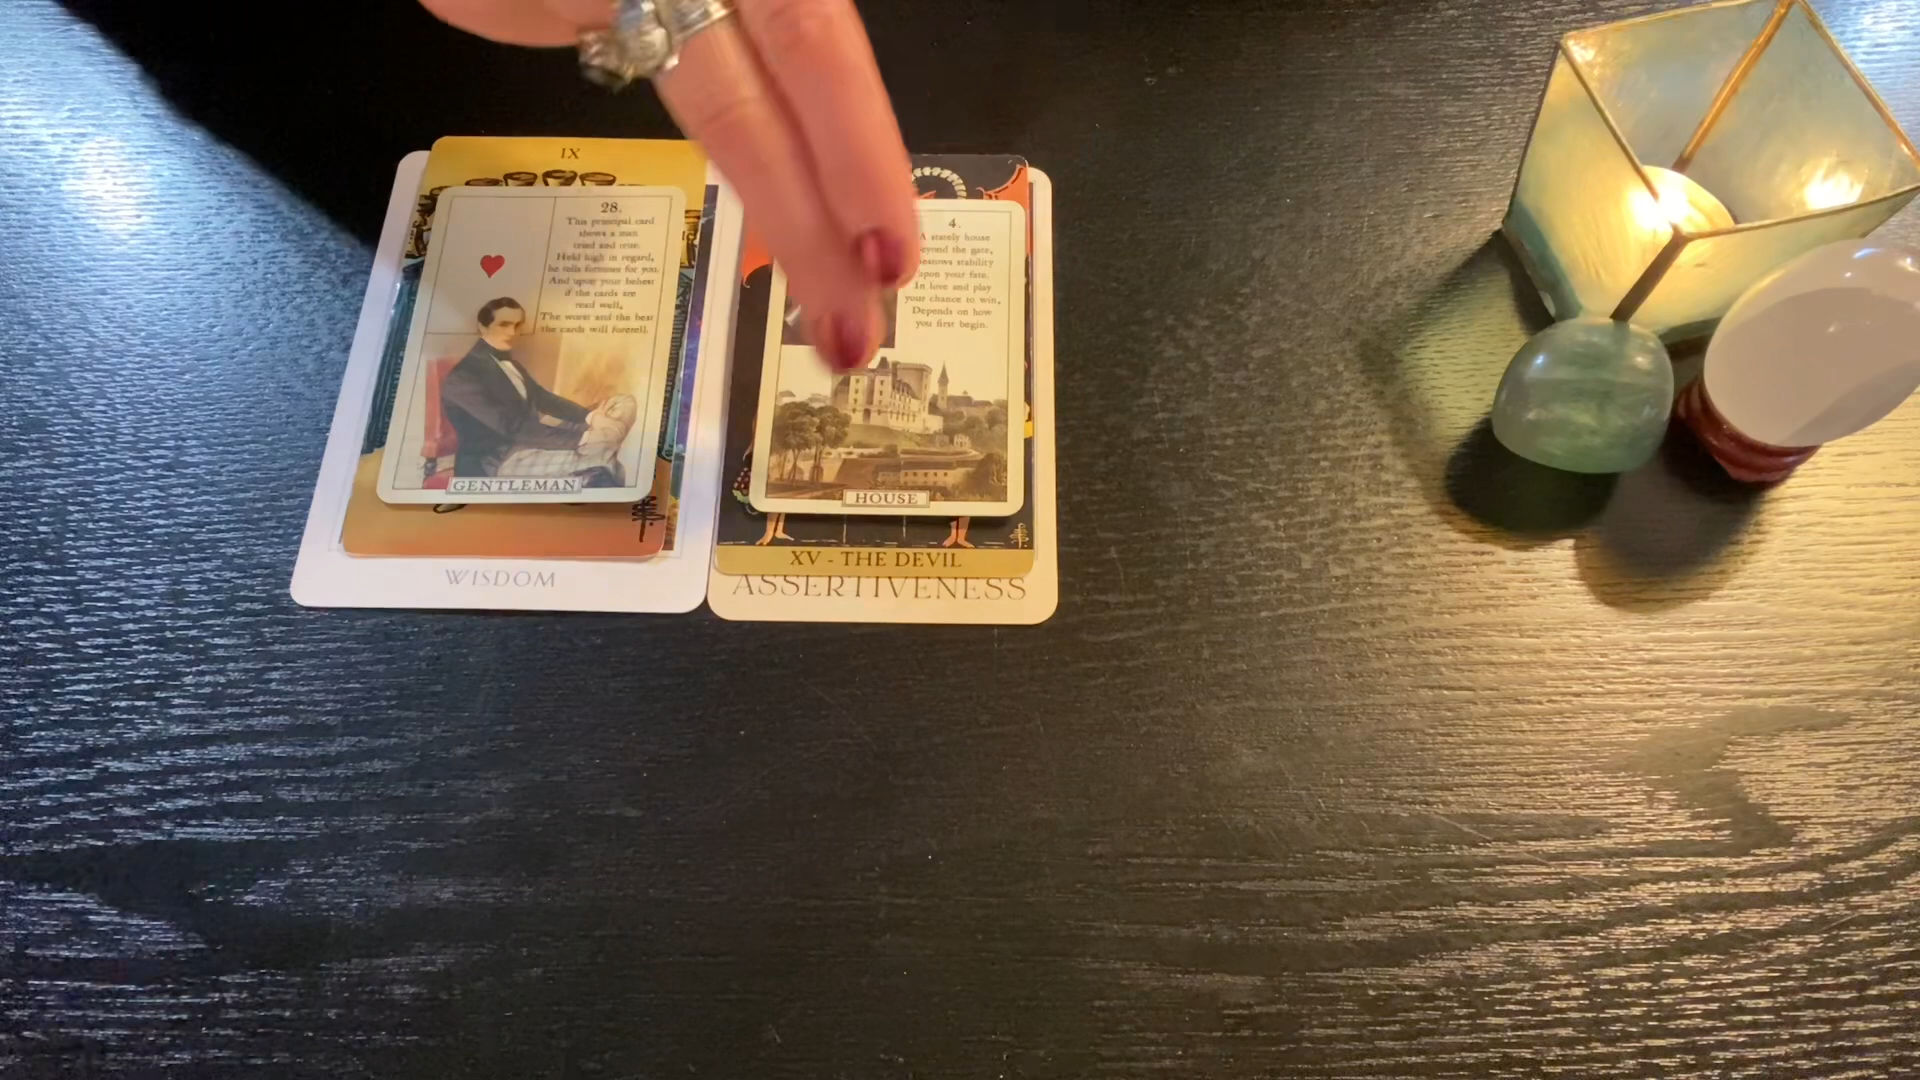 IX
28.
This principal card
shows a man
tried and true.
Held high in regard,
he tells fortunes for you.
And upon your behest
if the cards are
read well,
The worst and the best
the cards will foretell.
GENTLEMAN
WISDOM
4.
A stately house
beyond the gate,
bestows stability
upon your fate.
In love and play
your chance to win,
Depends on how
you first begin.
HOUSE
XV - THE DEVIL
ASSERTIVENESS